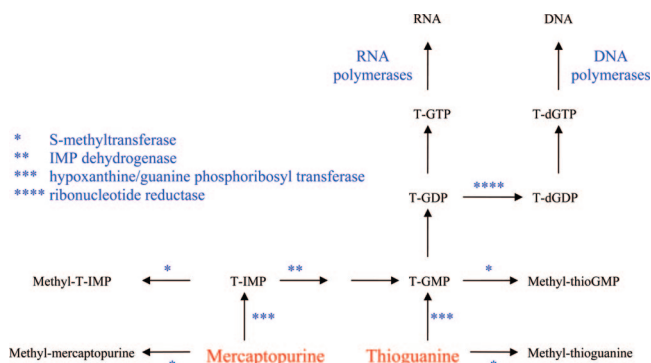 RNA
DNA
RNA
polymerases
DNA
polymerases
T-GTP
T-dGTP
* S-methyltransferase
** IMP dehydrogenase
*** hypoxanthine/guanine phosphoribosyl transferase
**** ribonucleotide reductase
****
T-GDP
T-dGDP
*
**
*
Methyl-T-IMP
T-IMP
T-GMP
Methyl-thioGMP
***
***
Methyl-mercaptopurine
Mercaptopurine
Thioguanine
Methyl-thioguanine
*
*